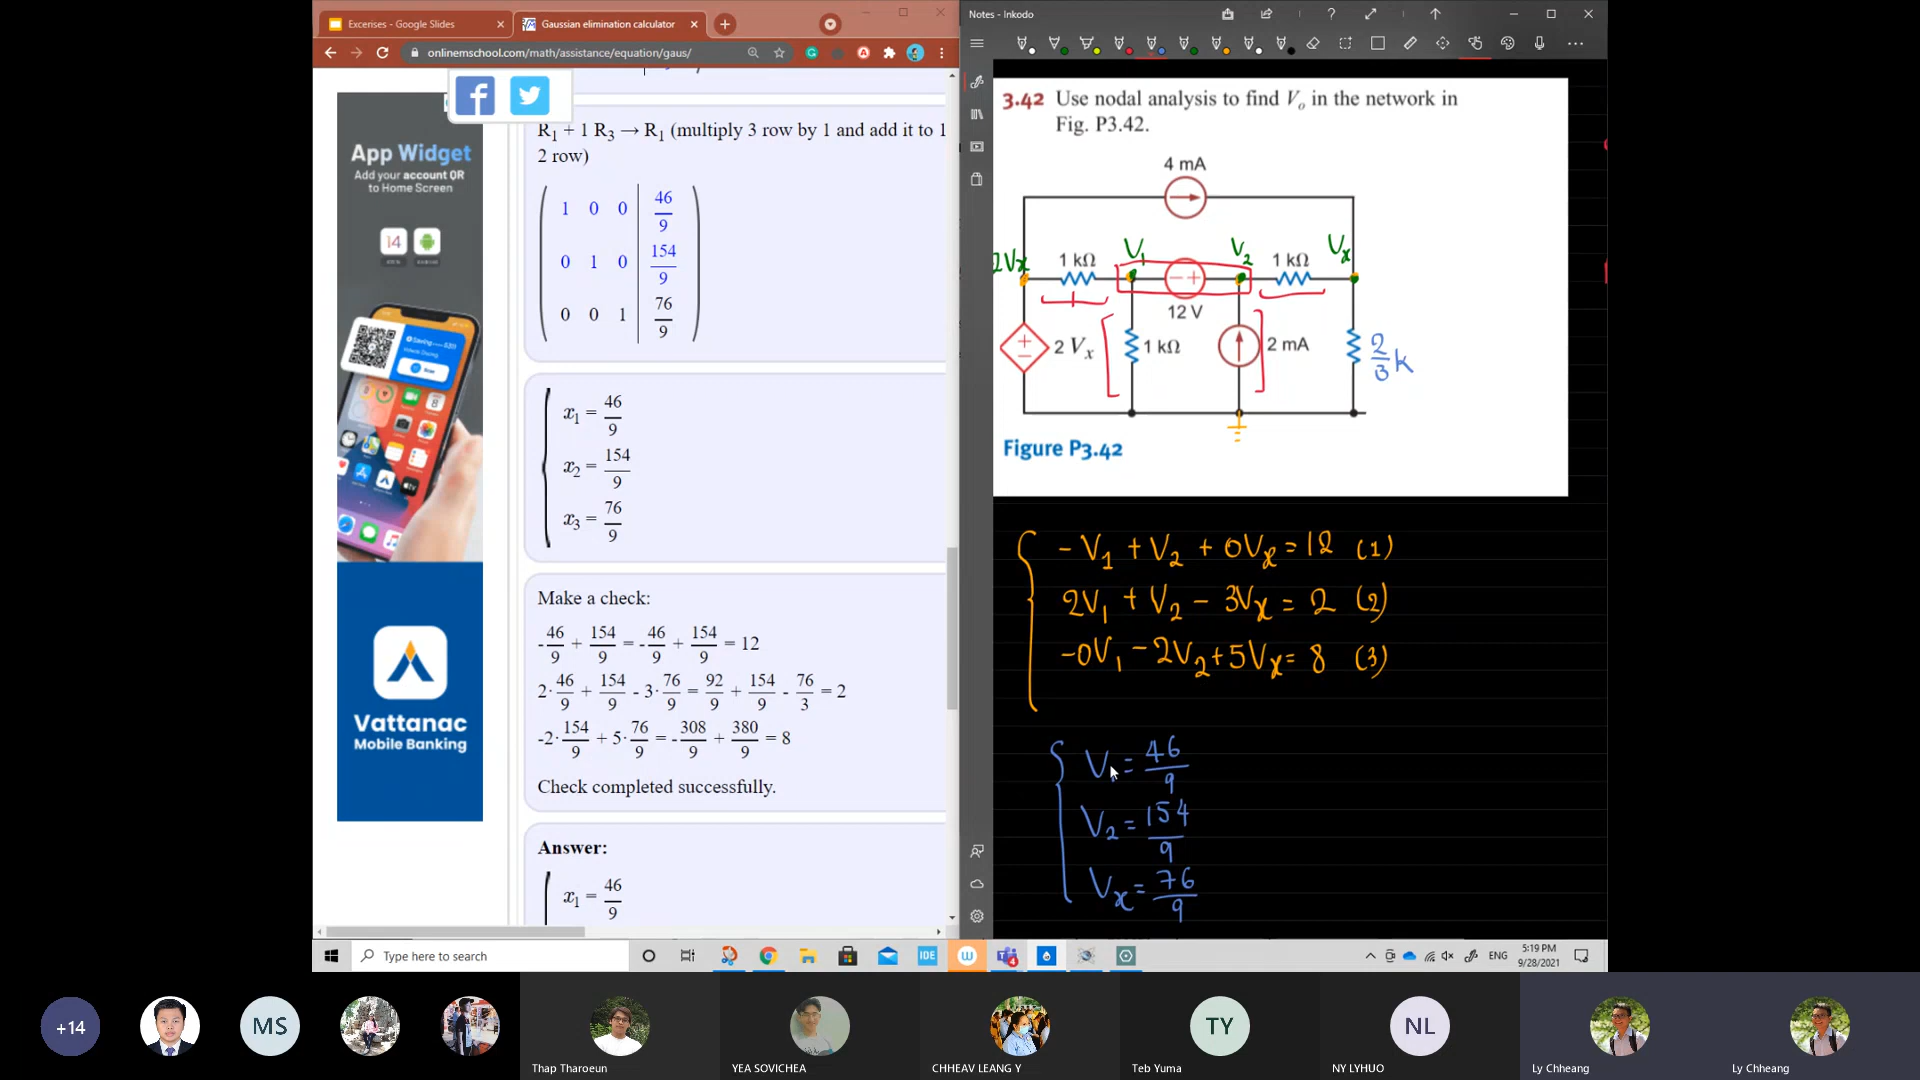 Excerises - Google Slides
Gaussian elimination calculator
onlinemschool.com/math/assistance/equation/gaus/
App Widget
Add your account QR
to Home Screen
14
Vattanac
Mobile Banking
R1 + 1 R3 → R1 (multiply 3 row by 1 and add it to 1
2 row)
1 0 0 | 46/9
0 1 0 | 154/9
0 0 1 | 76/9
x1 = 46/9
x2 = 154/9
x3 = 76/9
Make a check:
-46/9 + 154/9 = -46/9 + 154/9 = 12
2·46/9 + 154/9 - 3·76/9 = 92/9 + 154/9 - 76/3 = 2
-2·154/9 + 5·76/9 = -308/9 + 380/9 = 8
Check completed successfully.
Answer:
x1 = 46/9
Notes - Inkodo
3.42 Use nodal analysis to find Vo in the network in
Fig. P3.42.
4 mA
2Vx
1 kΩ
V1
V2
1 kΩ
Vx
12 V
2 Vx
1 kΩ
2 mA
2/3 k
Figure P3.42
-V1 + V2 + 0Vx = 12 (1)
2V1 + V2 - 3Vx = 2 (2)
-0V1 - 2V2 + 5Vx = 8 (3)
V1 = 46/9
V2 = 154/9
Vx = 76/9
Type here to search
IDE
4
ENG
5:19 PM
9/28/2021
+14
MS
TY
NL
Thap Tharoeun
YEA SOVICHEA
CHHEAV LEANG Y
Teb Yuma
NY LYHUO
Ly Chheang
Ly Chheang